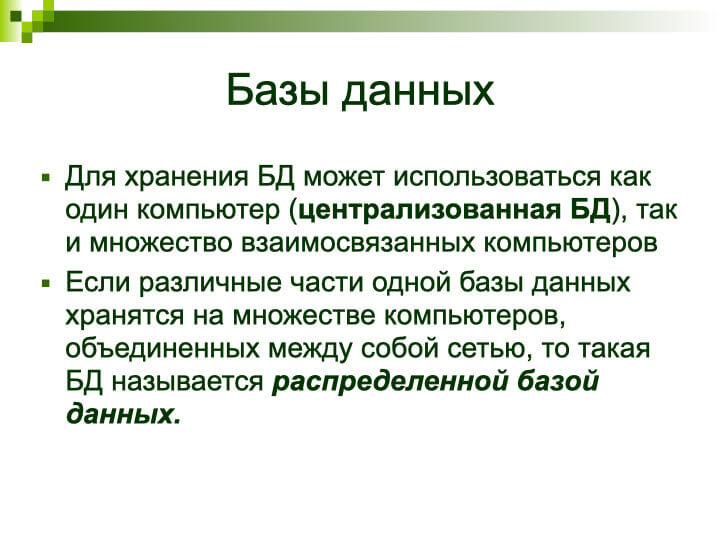 Базы данных
Для хранения БД может использоваться как
один компьютер (централизованная БД), так
и множество взаимосвязанных компьютеров
Если различные части одной базы данных
хранятся на множестве компьютеров,
объединенных между собой сетью, то такая
БД называется распределенной базой
данных.